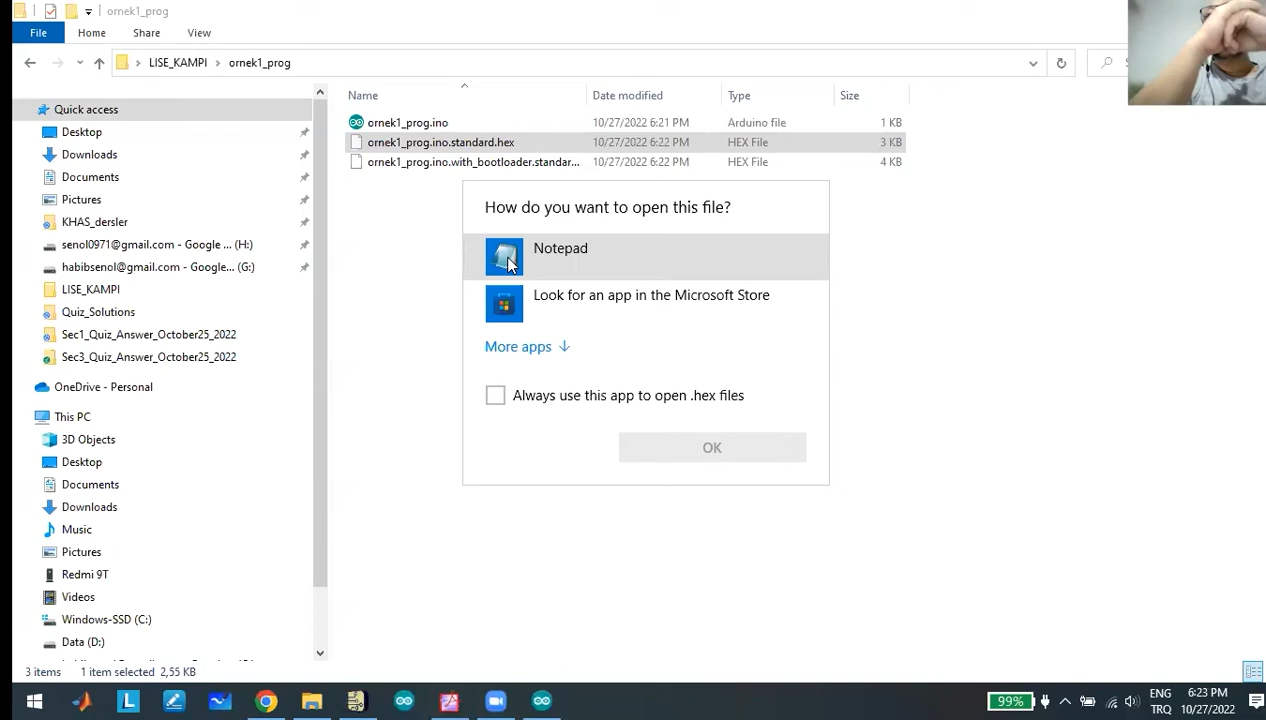 ornek1_prog
File Home Share View
LISE_KAMPI ornek1_prog
Name Date modified Type Size
Quick access
Desktop
Downloads
Documents
Pictures
KHAS_dersler
senol0971@gmail.com - Google ... (H:)
habibsenol@gmail.com - Google... (G:)
LISE_KAMPI
Quiz_Solutions
Sec1_Quiz_Answer_October25_2022
Sec3_Quiz_Answer_October25_2022
OneDrive - Personal
This PC
3D Objects
Desktop
Documents
Downloads
Music
Pictures
Redmi 9T
Videos
Windows-SSD (C:)
Data (D:)
ornek1_prog.ino 10/27/2022 6:21 PM Arduino file 1 KB
ornek1_prog.ino.standard.hex 10/27/2022 6:22 PM HEX File 3 KB
ornek1_prog.ino.with_bootloader.standar... 10/27/2022 6:22 PM HEX File 4 KB
How do you want to open this file?
Notepad
Look for an app in the Microsoft Store
More apps
Always use this app to open .hex files
OK
3 items 1 item selected 2,55 KB
99% ENG 6:23 PM
TRQ 10/27/2022